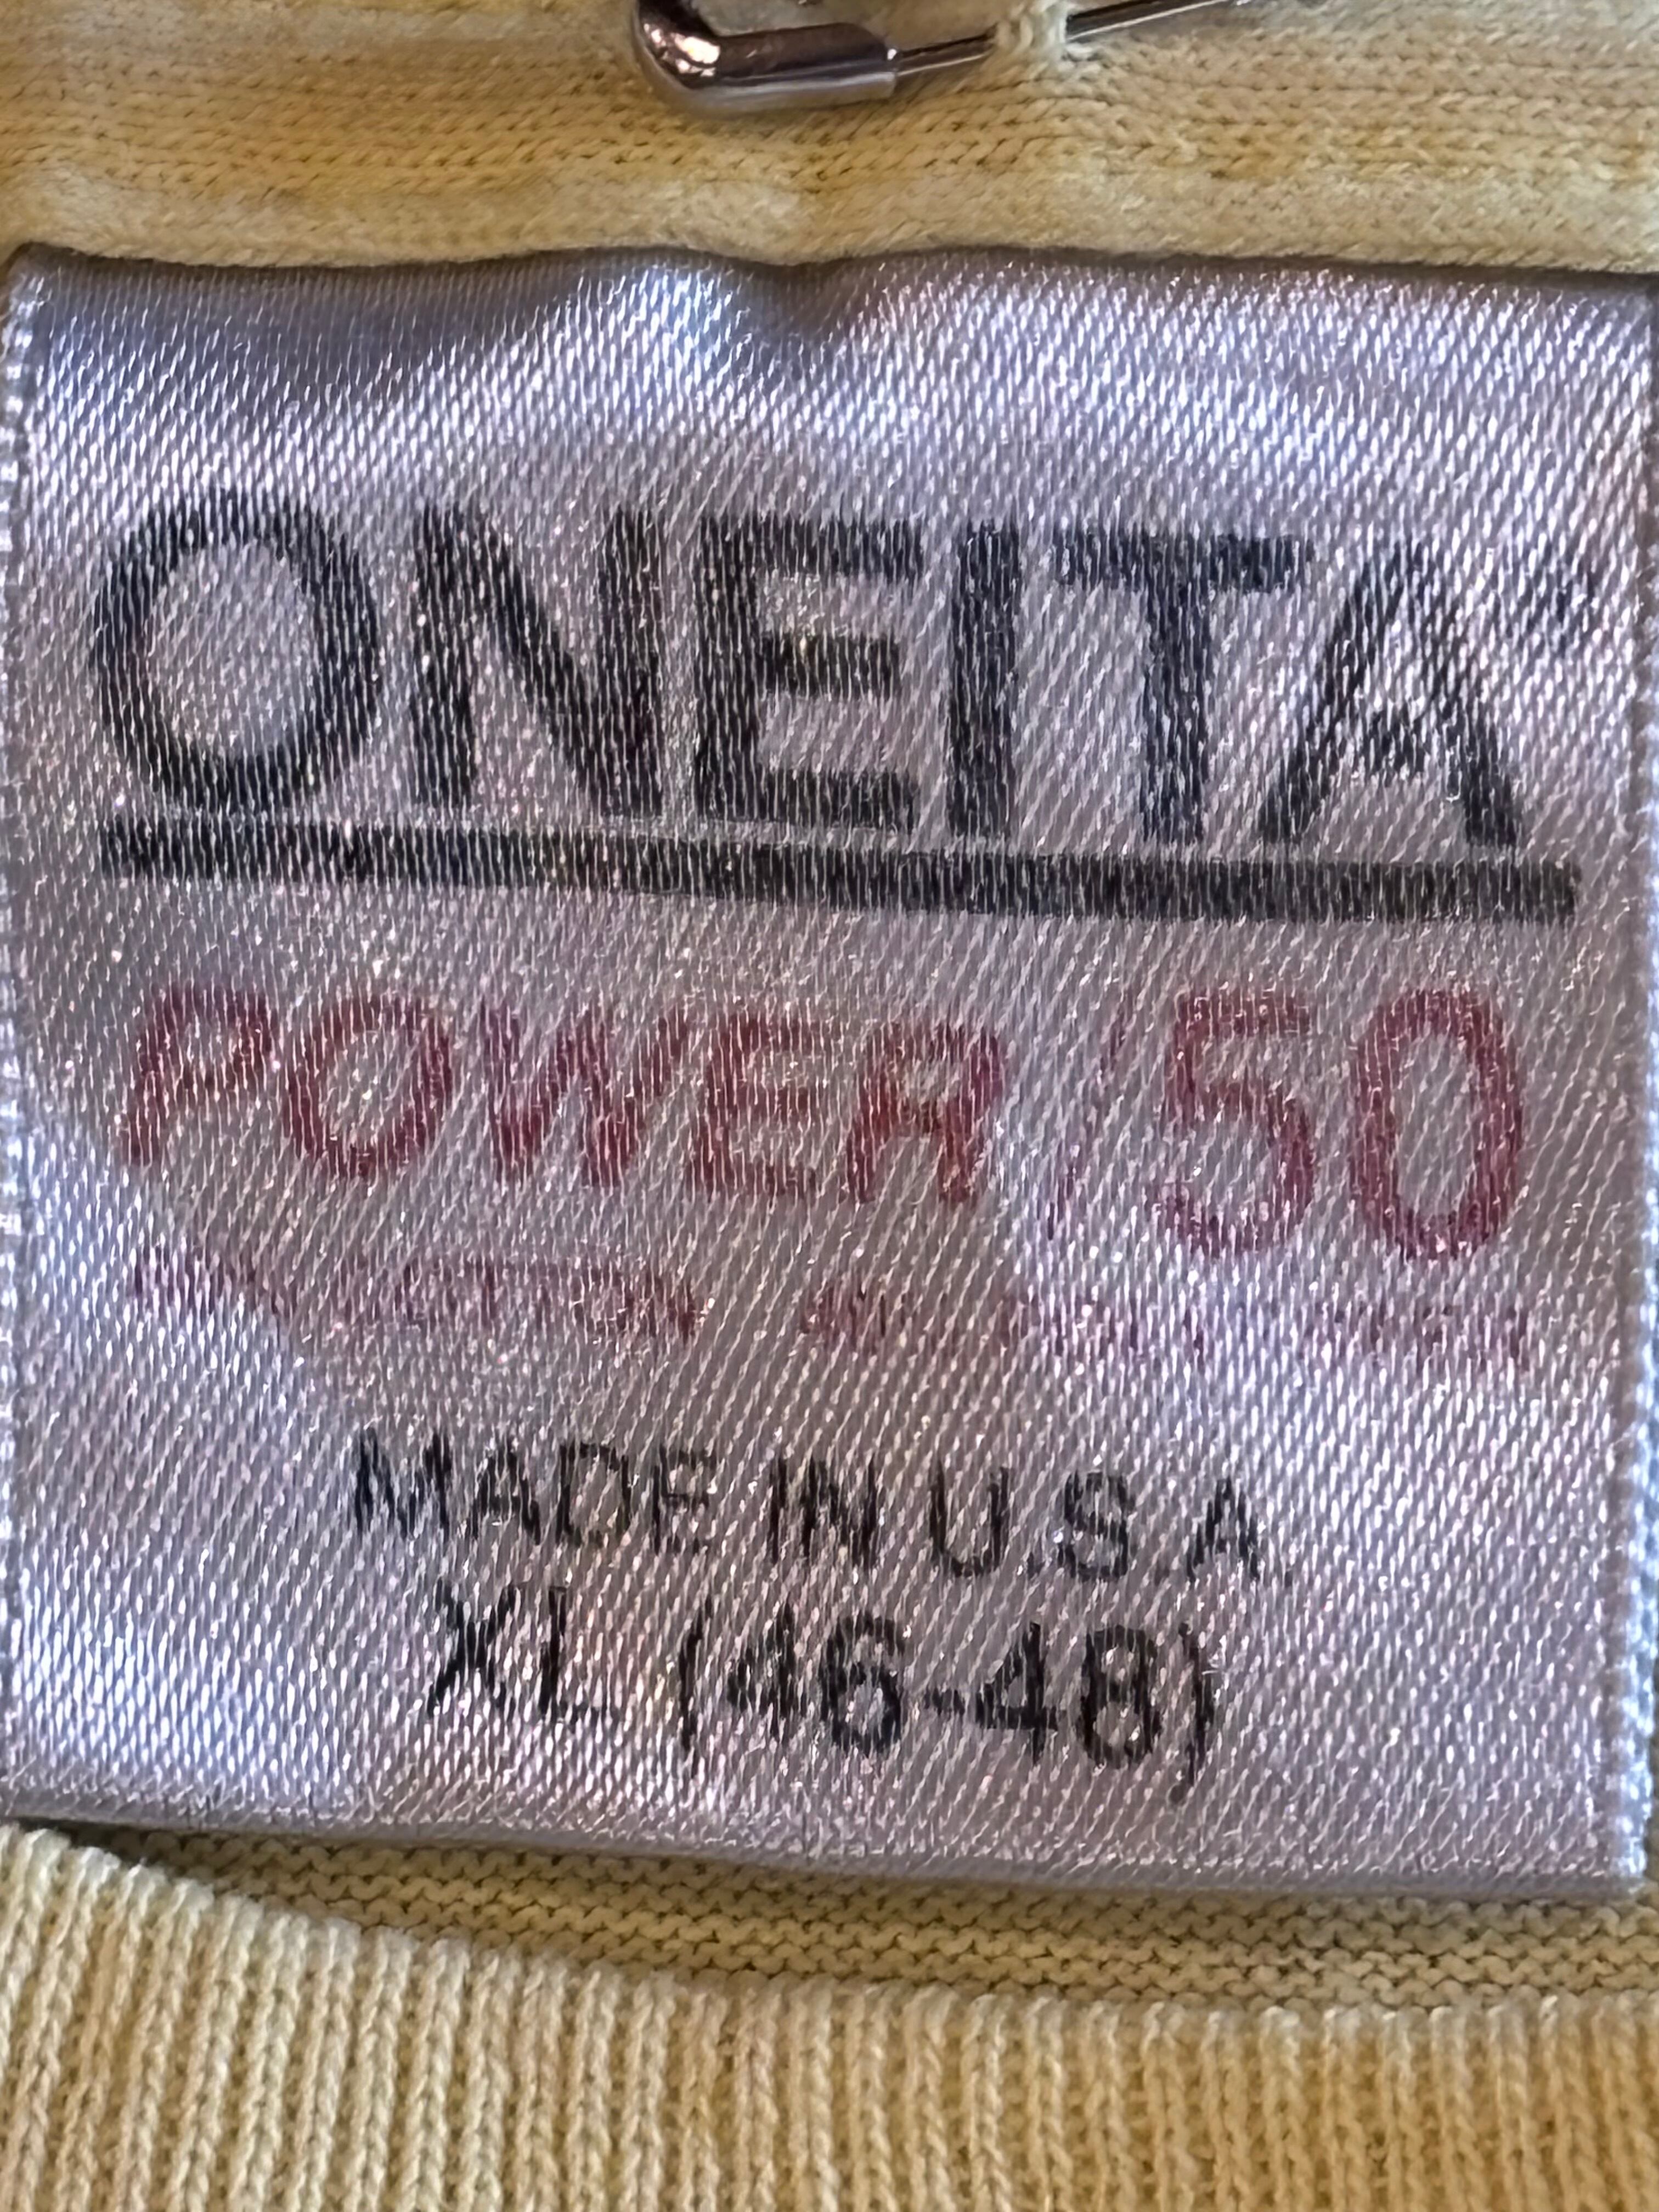 ONEITA
POWER/50
MADE IN U.S.A.
XL (46-48)